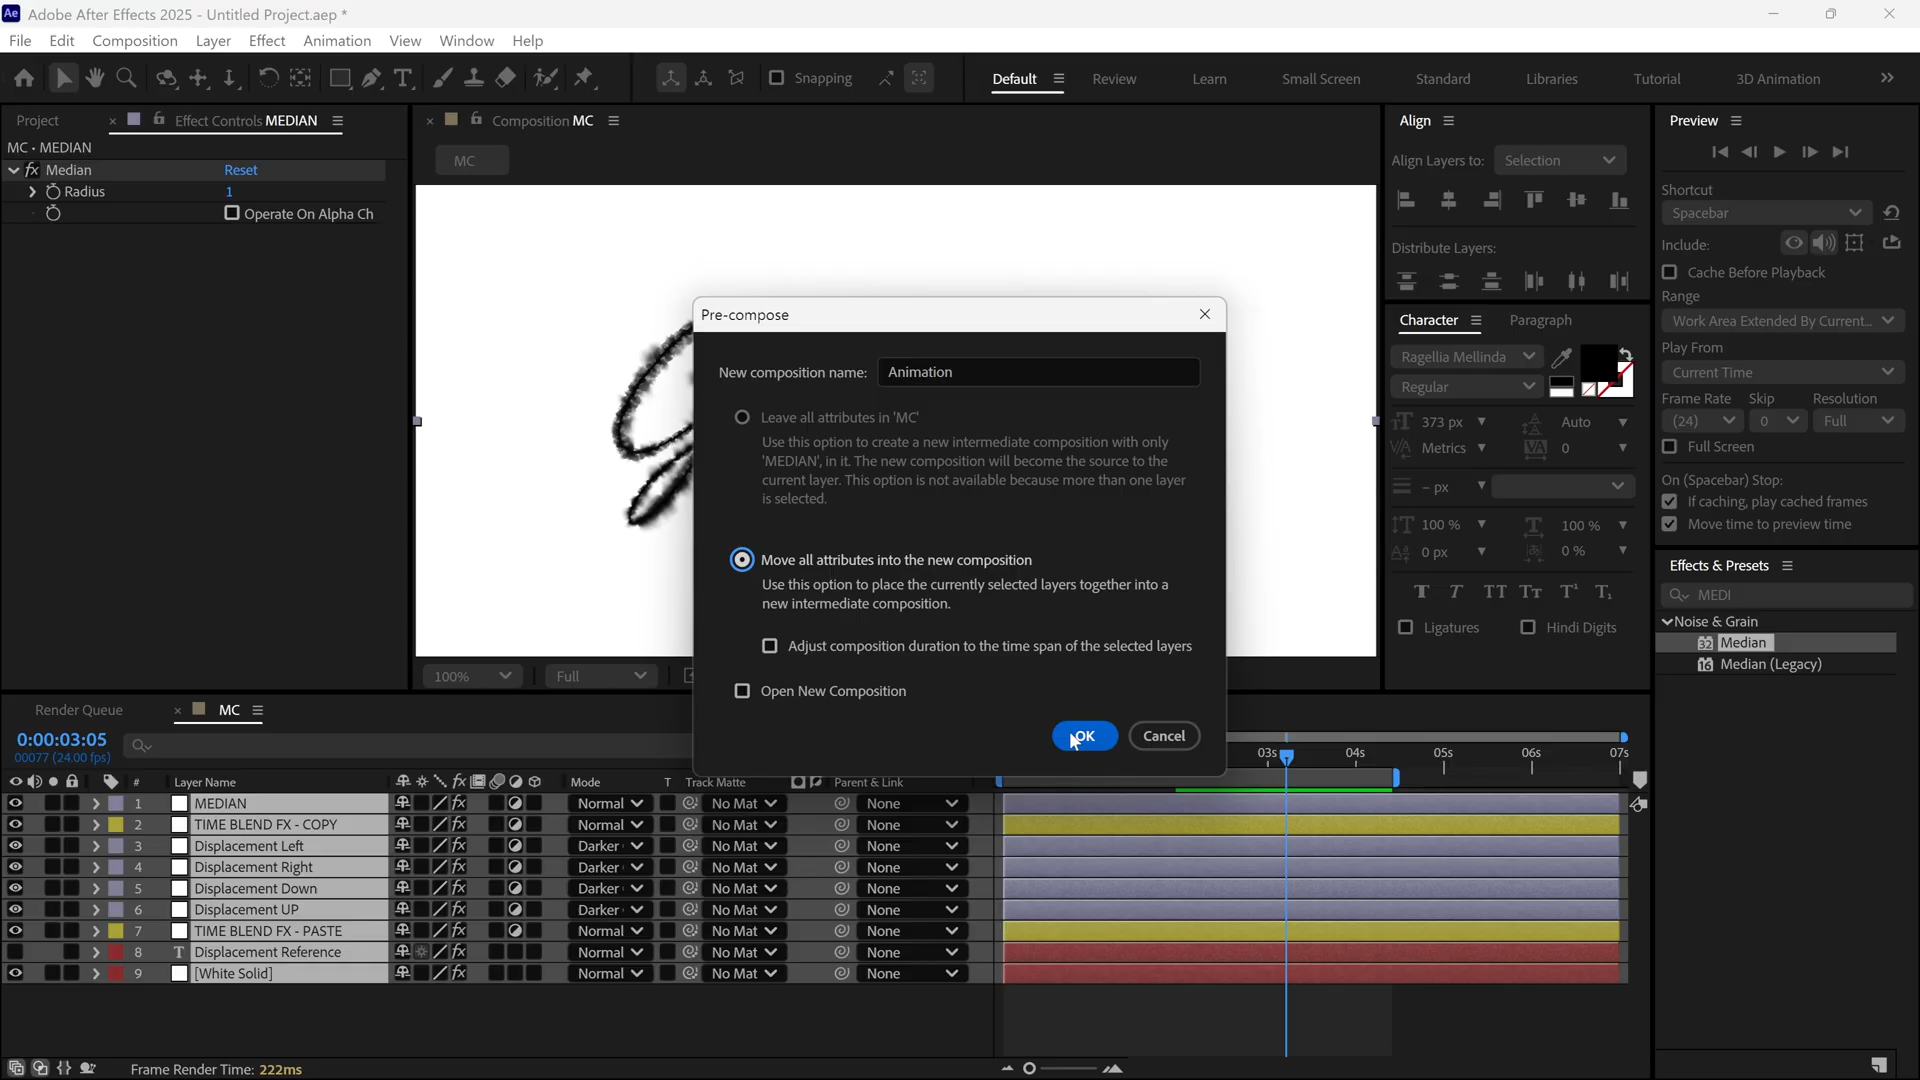 Adobe After Effects 2025 - Untitled Project.aep *
File Edit Composition Layer Effect Animation View Window Help
Snapping
Default Review Learn Small Screen Standard Libraries Tutorial 3D Animation
Project Effect Controls MEDIAN
MC • MEDIAN
fx Median Reset
Radius 1
Operate On Alpha Ch
Composition MC
MC
100% Full
Pre-compose
New composition name: Animation
Leave all attributes in 'MC'
Use this option to create a new intermediate composition with only
'MEDIAN', in it. The new composition will become the source to the
current layer. This option is not available because more than one layer
is selected.
Move all attributes into the new composition
Use this option to place the currently selected layers together into a
new intermediate composition.
Adjust composition duration to the time span of the selected layers
Open New Composition
OK Cancel
Align
Align Layers to: Selection
Distribute Layers:
Character Paragraph
Ragellia Mellinda
Regular
373 px Auto
Metrics 0
- px
100 % 100 %
0 px 0 %
Ligatures Hindi Digits
Preview
Shortcut
Spacebar
Include:
Cache Before Playback
Range
Work Area Extended By Current...
Play From
Current Time
Frame Rate Skip Resolution
(24) 0 Full
Full Screen
On (Spacebar) Stop:
If caching, play cached frames
Move time to preview time
Effects & Presets
MEDI
Noise & Grain
32 Median
16 Median (Legacy)
Render Queue MC
0:00:03:05
00077 (24.00 fps)
03s 04s 05s 06s 07s
# Layer Name Mode T Track Matte Parent & Link
1 MEDIAN Normal No Mat None
2 TIME BLEND FX - COPY Normal No Mat None
3 Displacement Left Darker No Mat None
4 Displacement Right Darker No Mat None
5 Displacement Down Darker No Mat None
6 Displacement UP Darker No Mat None
7 TIME BLEND FX - PASTE Normal No Mat None
8 T Displacement Reference Normal No Mat None
9 [White Solid] Normal No Mat None
Frame Render Time: 222ms